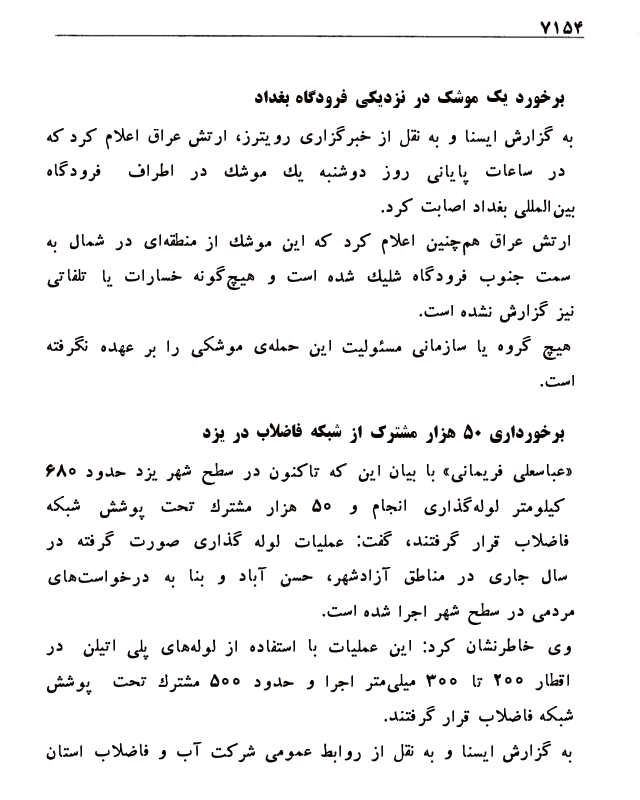 ۷۱۵۴
برخورد یک موشک در نزدیکی فرودگاه بغداد
به گزارش ایسنا و به نقل از خبرگزاری رویترز، ارتش عراق اعلام کرد که
در ساعات پایانی روز دوشنبه یك موشك در اطراف فرودگاه
بین‌المللی بغداد اصابت کرد.
ارتش عراق هم‌چنین اعلام کرد که این موشك از منطقه‌ای در شمال به
سمت جنوب فرودگاه شلیك شده است و هیچ‌گونه خسارات یا تلفاتی
نیز گزارش نشده است.
هیچ گروه یا سازمانی مسئولیت این حمله‌ی موشکی را بر عهده نگرفته
است.
برخورداری ۵۰ هزار مشترک از شبکه فاضلاب در یزد
«عباسعلی فریمانی» با بیان این که تاکنون در سطح شهر یزد حدود ۶۸۰
کیلومتر لوله‌گذاری انجام و ۵۰ هزار مشترك تحت پوشش شبکه
فاضلاب قرار گرفتند، گفت: عملیات لوله گذاری صورت گرفته در
سال جاری در مناطق آزادشهر، حسن آباد و بنا به درخواست‌های
مردمی در سطح شهر اجرا شده است.
وی خاطرنشان کرد: این عملیات با استفاده از لوله‌های پلی اتیلن در
اقطار ۲۰۰ تا ۳۰۰ میلی‌متر اجرا و حدود ۵۰۰ مشترك تحت پوشش
شبکه فاضلاب قرار گرفتند.
به گزارش ایسنا و به نقل از روابط عمومی شرکت آب و فاضلاب استان